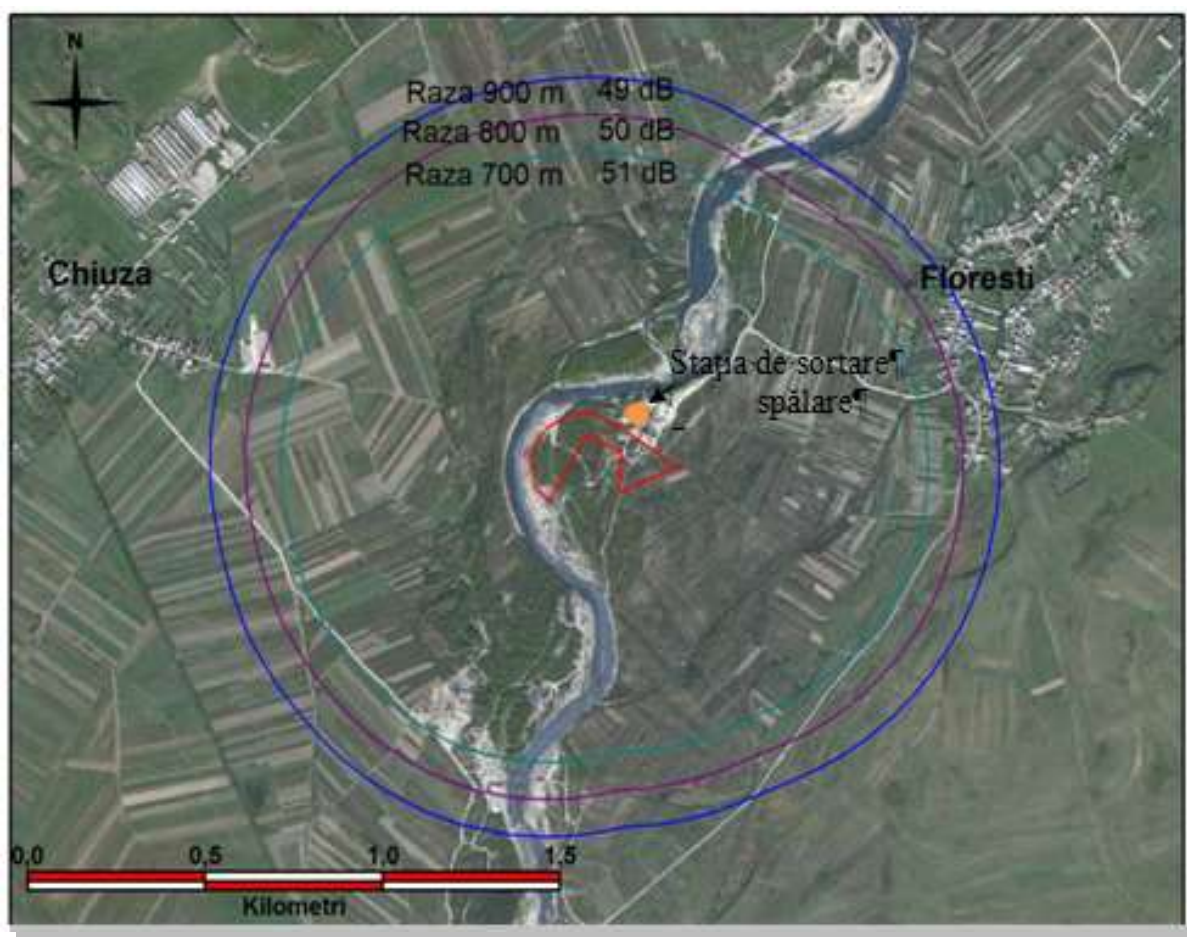 N
Raza 900 m 49 dB
Raza 800 m 50 dB
Raza 700 m 51 dB
Chiuza
Floresti
Staţia·de·sortare¶
spălare¶
0,0 0,5 1,0 1,5
Kilometri